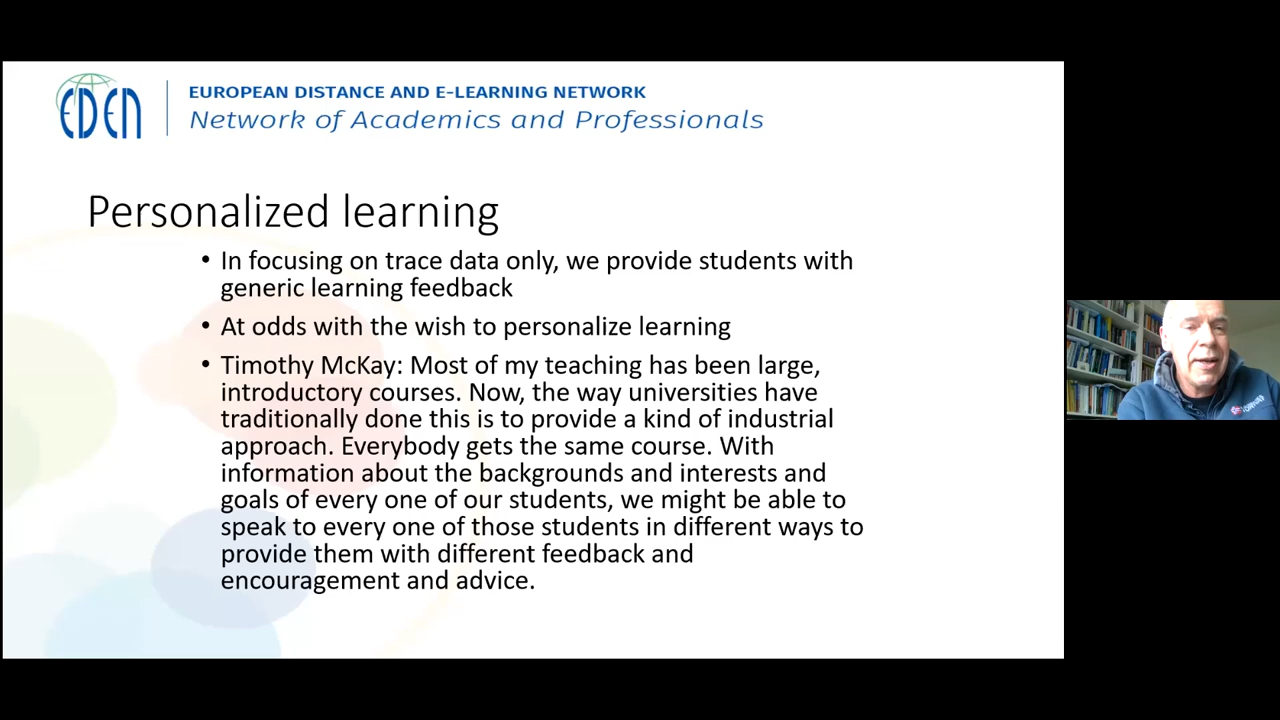 EDEN
EUROPEAN DISTANCE AND E-LEARNING NETWORK
Network of Academics and Professionals
Personalized learning
• In focusing on trace data only, we provide students with
generic learning feedback
• At odds with the wish to personalize learning
• Timothy McKay: Most of my teaching has been large,
introductory courses. Now, the way universities have
traditionally done this is to provide a kind of industrial
approach. Everybody gets the same course. With
information about the backgrounds and interests and
goals of every one of our students, we might be able to
speak to every one of those students in different ways to
provide them with different feedback and
encouragement and advice.